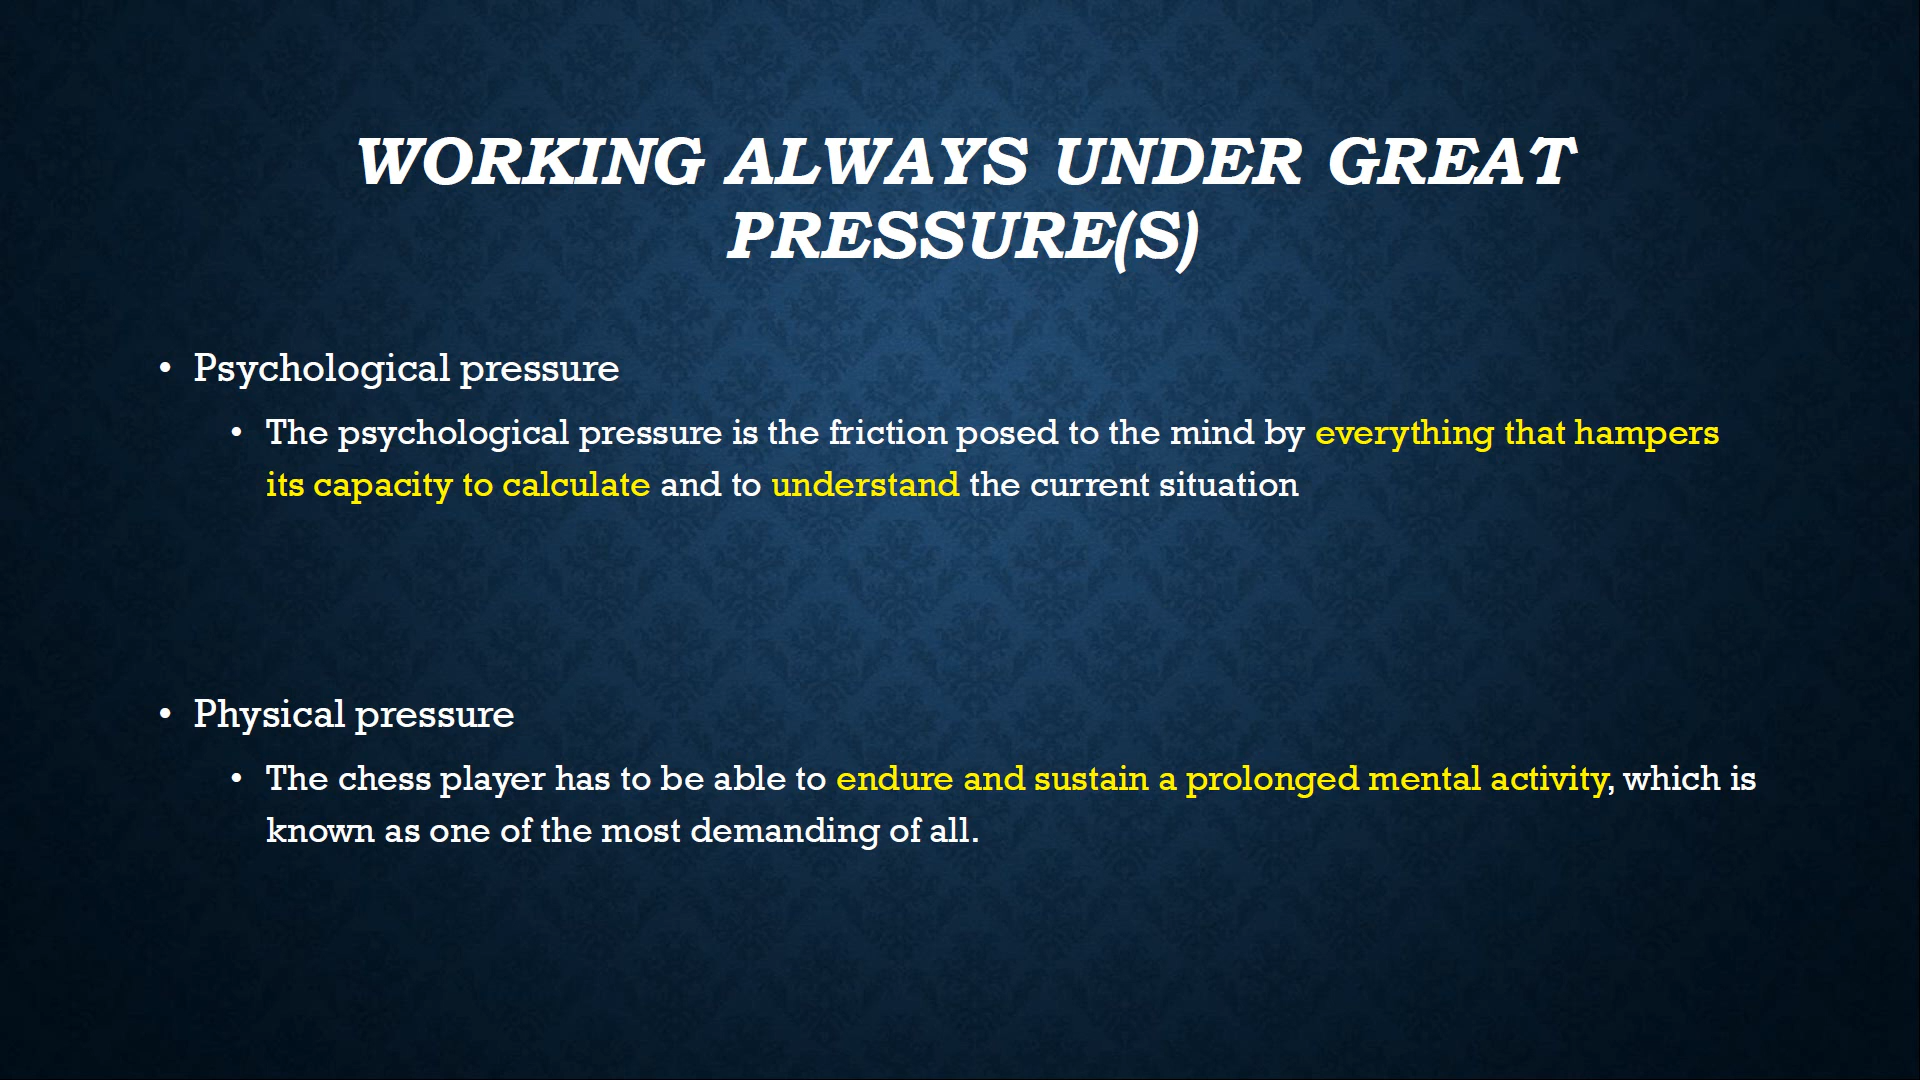 WORKING ALWAYS UNDER GREAT
PRESSURE(S)
• Psychological pressure
• The psychological pressure is the friction posed to the mind by everything that hampers
its capacity to calculate and to understand the current situation
• Physical pressure
• The chess player has to be able to endure and sustain a prolonged mental activity, which is
known as one of the most demanding of all.